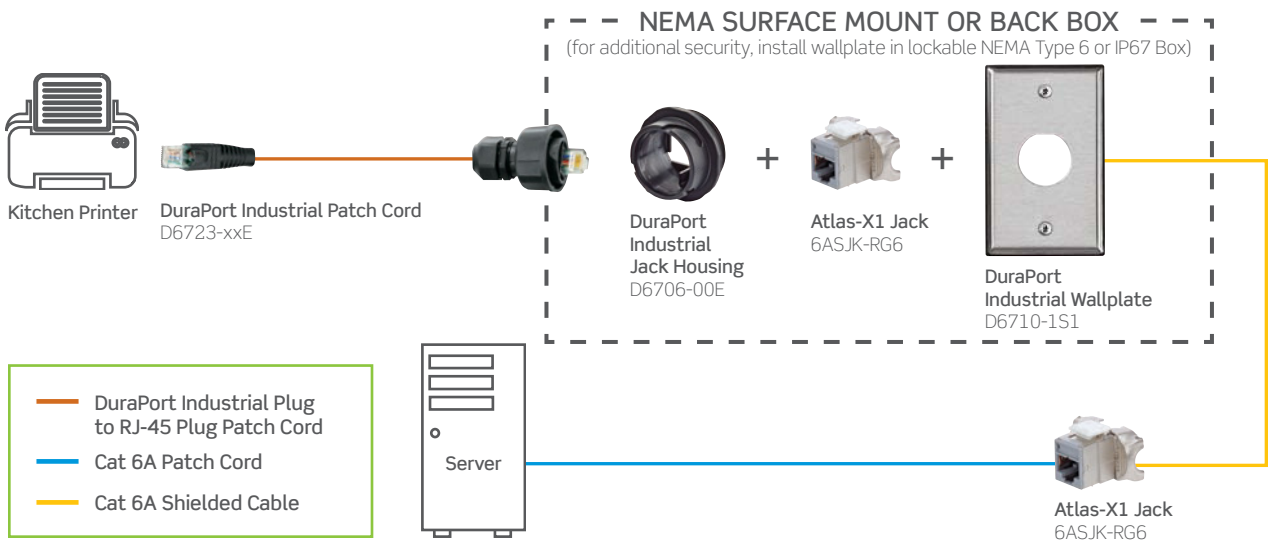 NEMA SURFACE MOUNT OR BACK BOX
(for additional security, install wallplate in lockable NEMA Type 6 or IP67 Box)
Kitchen Printer
DuraPort Industrial Patch Cord
D6723-xxE
DuraPort
Industrial
Jack Housing
D6706-00E
+
Atlas-X1 Jack
6ASJK-RG6
+
DuraPort
Industrial Wallplate
D6710-1S1
DuraPort Industrial Plug
to RJ-45 Plug Patch Cord
Cat 6A Patch Cord
Cat 6A Shielded Cable
Server
Atlas-X1 Jack
6ASJK-RG6